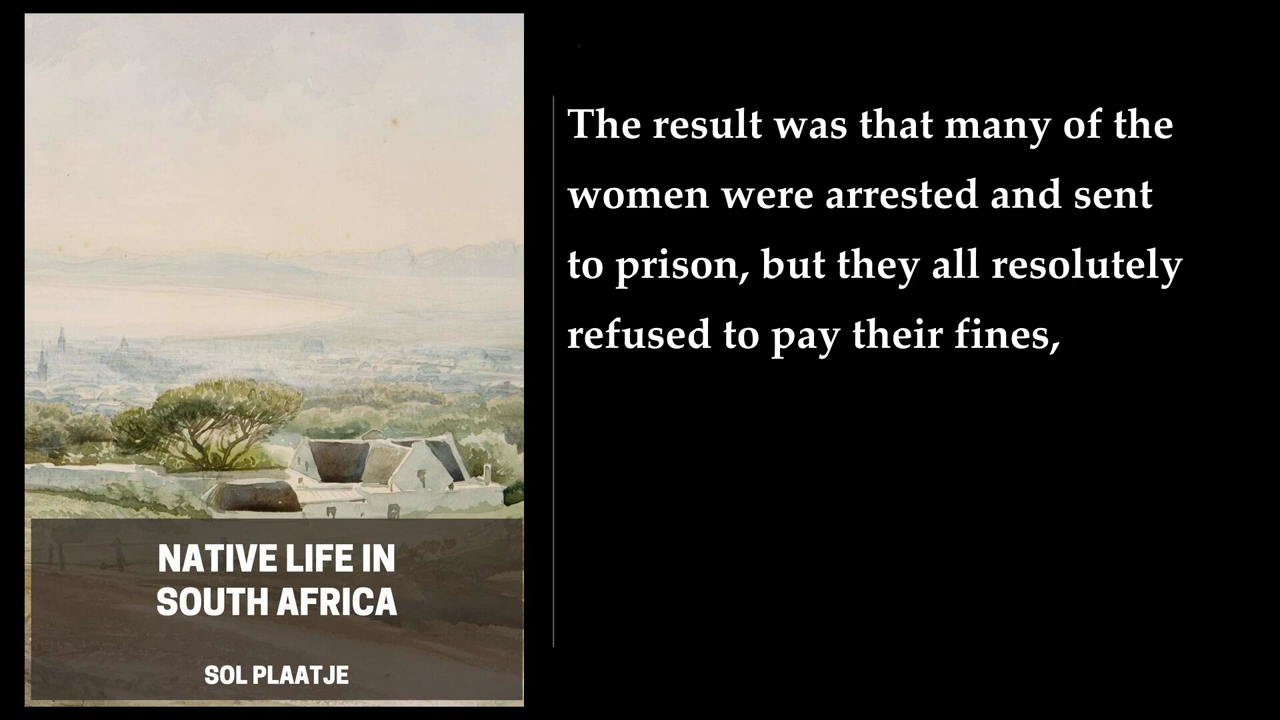 NATIVE LIFE IN
SOUTH AFRICA
SOL PLAATJE
The result was that many of the
women were arrested and sent
to prison, but they all resolutely
refused to pay their fines,